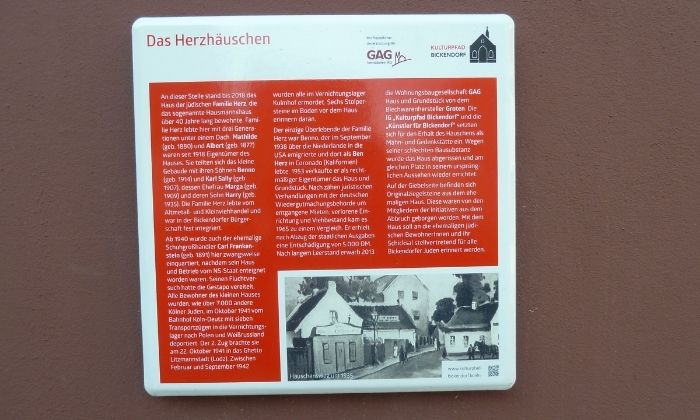 Das Herzhäuschen
GAG
Immobilien AG
KULTURPFAD
BICKENDORF
An dieser Stelle stand bis 2018 das
Haus der jüdischen Familie Herz, die
das sogenannte Hausmannshaus
über 40 Jahre lang bewohnte. Fami-
lie Herz lebte hier mit drei Genera-
tionen unter einem Dach. Mathilde
(geb. 1880) und Albert (geb. 1877)
waren seit 1918 Eigentümer des
Hauses. Sie teilten sich das kleine
Gebäude mit ihren Söhnen Benno
(geb. 1914) und Karl Sally (geb.
1907), dessen Ehefrau Marga (geb.
1909) und deren Sohn Harry (geb.
1935). Die Familie Herz lebte vom
Altmetall- und Kleinviehhandel und
war in der Bickendorfer Bürger-
schaft fest integriert.
Ab 1940 wurde auch der ehemalige
Schuhgroßhändler Carl Franken-
stein (geb. 1891) hier zwangsweise
einquartiert, nachdem sein Haus
und Betrieb vom NS-Staat enteignet
worden waren. Seinen Fluchtver-
such hatte die Gestapo vereitelt.
Alle Bewohner des kleinen Hauses
wurden, wie über 7.000 andere
Kölner Juden, im Oktober 1941 vom
Bahnhof Köln-Deutz mit sieben
Transportzügen in die Vernichtungs-
lager nach Polen und Weißrussland
deportiert. Der 2. Zug brachte sie
am 22. Oktober 1941 in das Ghetto
Litzmannstadt (Lodz). Zwischen
Februar und September 1942
wurden alle im Vernichtungslager
Kulmhof ermordet. Sechs Stolper-
steine im Boden vor dem Haus
erinnern daran.
Der einzige Überlebende der Familie
Herz war Benno, der im September
1938 über die Niederlande in die
USA emigrierte und dort als Ben
Herz in Coronado (Kalifornien)
lebte. 1953 verkaufte er als recht-
mäßiger Eigentümer das Haus und
Grundstück. Nach zähen juristischen
Verhandlungen mit der deutschen
Wiedergutmachungsbehörde um
entgangene Mieten, verlorene Ein-
richtung und Viehbestand kam es
1965 zu einem Vergleich. Er erhielt
nach Abzug der staatlichen Ausgaben
eine Entschädigung von 5.000 DM.
Nach langem Leerstand erwarb 2013
die Wohnungsbaugesellschaft GAG
Haus und Grundstück von dem
Blechwarenhersteller Groten. Die
IG „Kulturpfad Bickendorf“ und die
„Künstler für Bickendorf“ setzten
sich für den Erhalt des Häuschens als
Mahn- und Gedenkstätte ein. Wegen
seiner schlechten Bausubstanz
wurde das Haus abgerissen und am
gleichen Platz in seinem ursprüng-
lichen Aussehen wieder errichtet.
Auf der Giebelseite befinden sich
Originalziegelsteine aus dem ehe-
maligen Haus. Diese waren von den
Mitgliedern der Initiativen aus dem
Abbruch geborgen worden. Mit dem
Haus soll an die ehemaligen jüdi-
schen Bewohnerinnen und ihr
Schicksal stellvertretend für alle
Bickendorfer Juden erinnert werden.
Häuschensweg um 1935